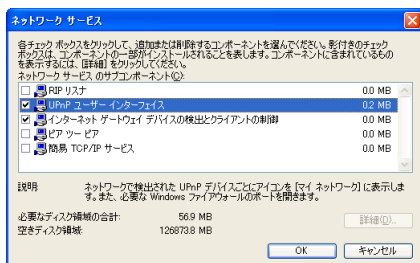 ネットワーク サービス
各チェック ボックスをクリックして、追加または削除するコンポーネントを選んでください。影付きのチェック
ボックスは、コンポーネントの一部がインストールされることを表します。コンポーネントに含まれているもの
を表示するには、[詳細] をクリックしてください。
ネットワーク サービス のサブコンポーネント(C):
RIP リスナ 0.0 MB
UPnP ユーザー インターフェイス 0.2 MB
インターネット ゲートウェイ デバイスの検出とクライアントの制御 0.0 MB
ピア ツー ピア 0.0 MB
簡易 TCP/IP サービス 0.0 MB
説明: ネットワークで検出された UPnP デバイスごとにアイコンを [マイ ネットワーク] に表示しま
す。また、必要な Windows ファイアウォールのポートを開きます。
必要なディスク領域の合計: 56.9 MB
空きディスク領域: 126873.8 MB
詳細(D)...
OK
キャンセル